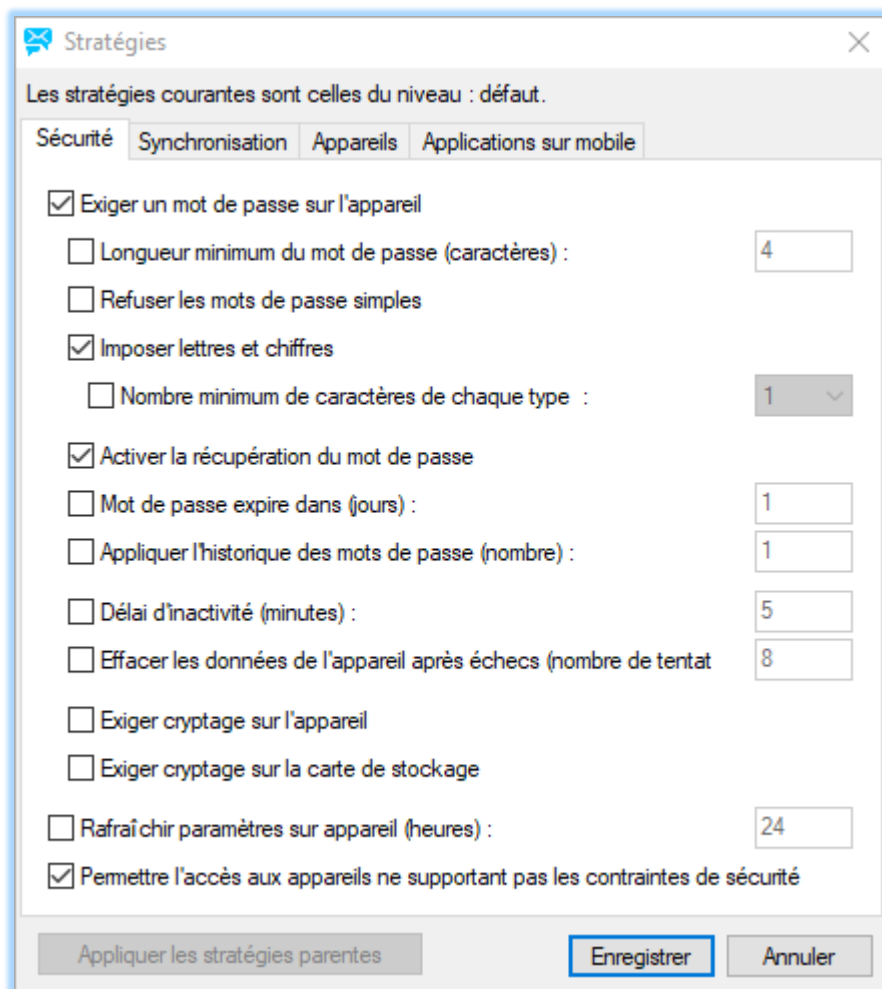 Stratégies
Les stratégies courantes sont celles du niveau : défaut.
Sécurité Synchronisation Appareils Applications sur mobile
Exiger un mot de passe sur l'appareil
Longueur minimum du mot de passe (caractères) : 4
Refuser les mots de passe simples
Imposer lettres et chiffres
Nombre minimum de caractères de chaque type : 1
Activer la récupération du mot de passe
Mot de passe expire dans (jours) : 1
Appliquer l'historique des mots de passe (nombre) : 1
Délai d'inactivité (minutes) : 5
Effacer les données de l'appareil après échecs (nombre de tentat 8
Exiger cryptage sur l'appareil
Exiger cryptage sur la carte de stockage
Rafraîchir paramètres sur appareil (heures) : 24
Permettre l'accès aux appareils ne supportant pas les contraintes de sécurité
Appliquer les stratégies parentes Enregistrer Annuler